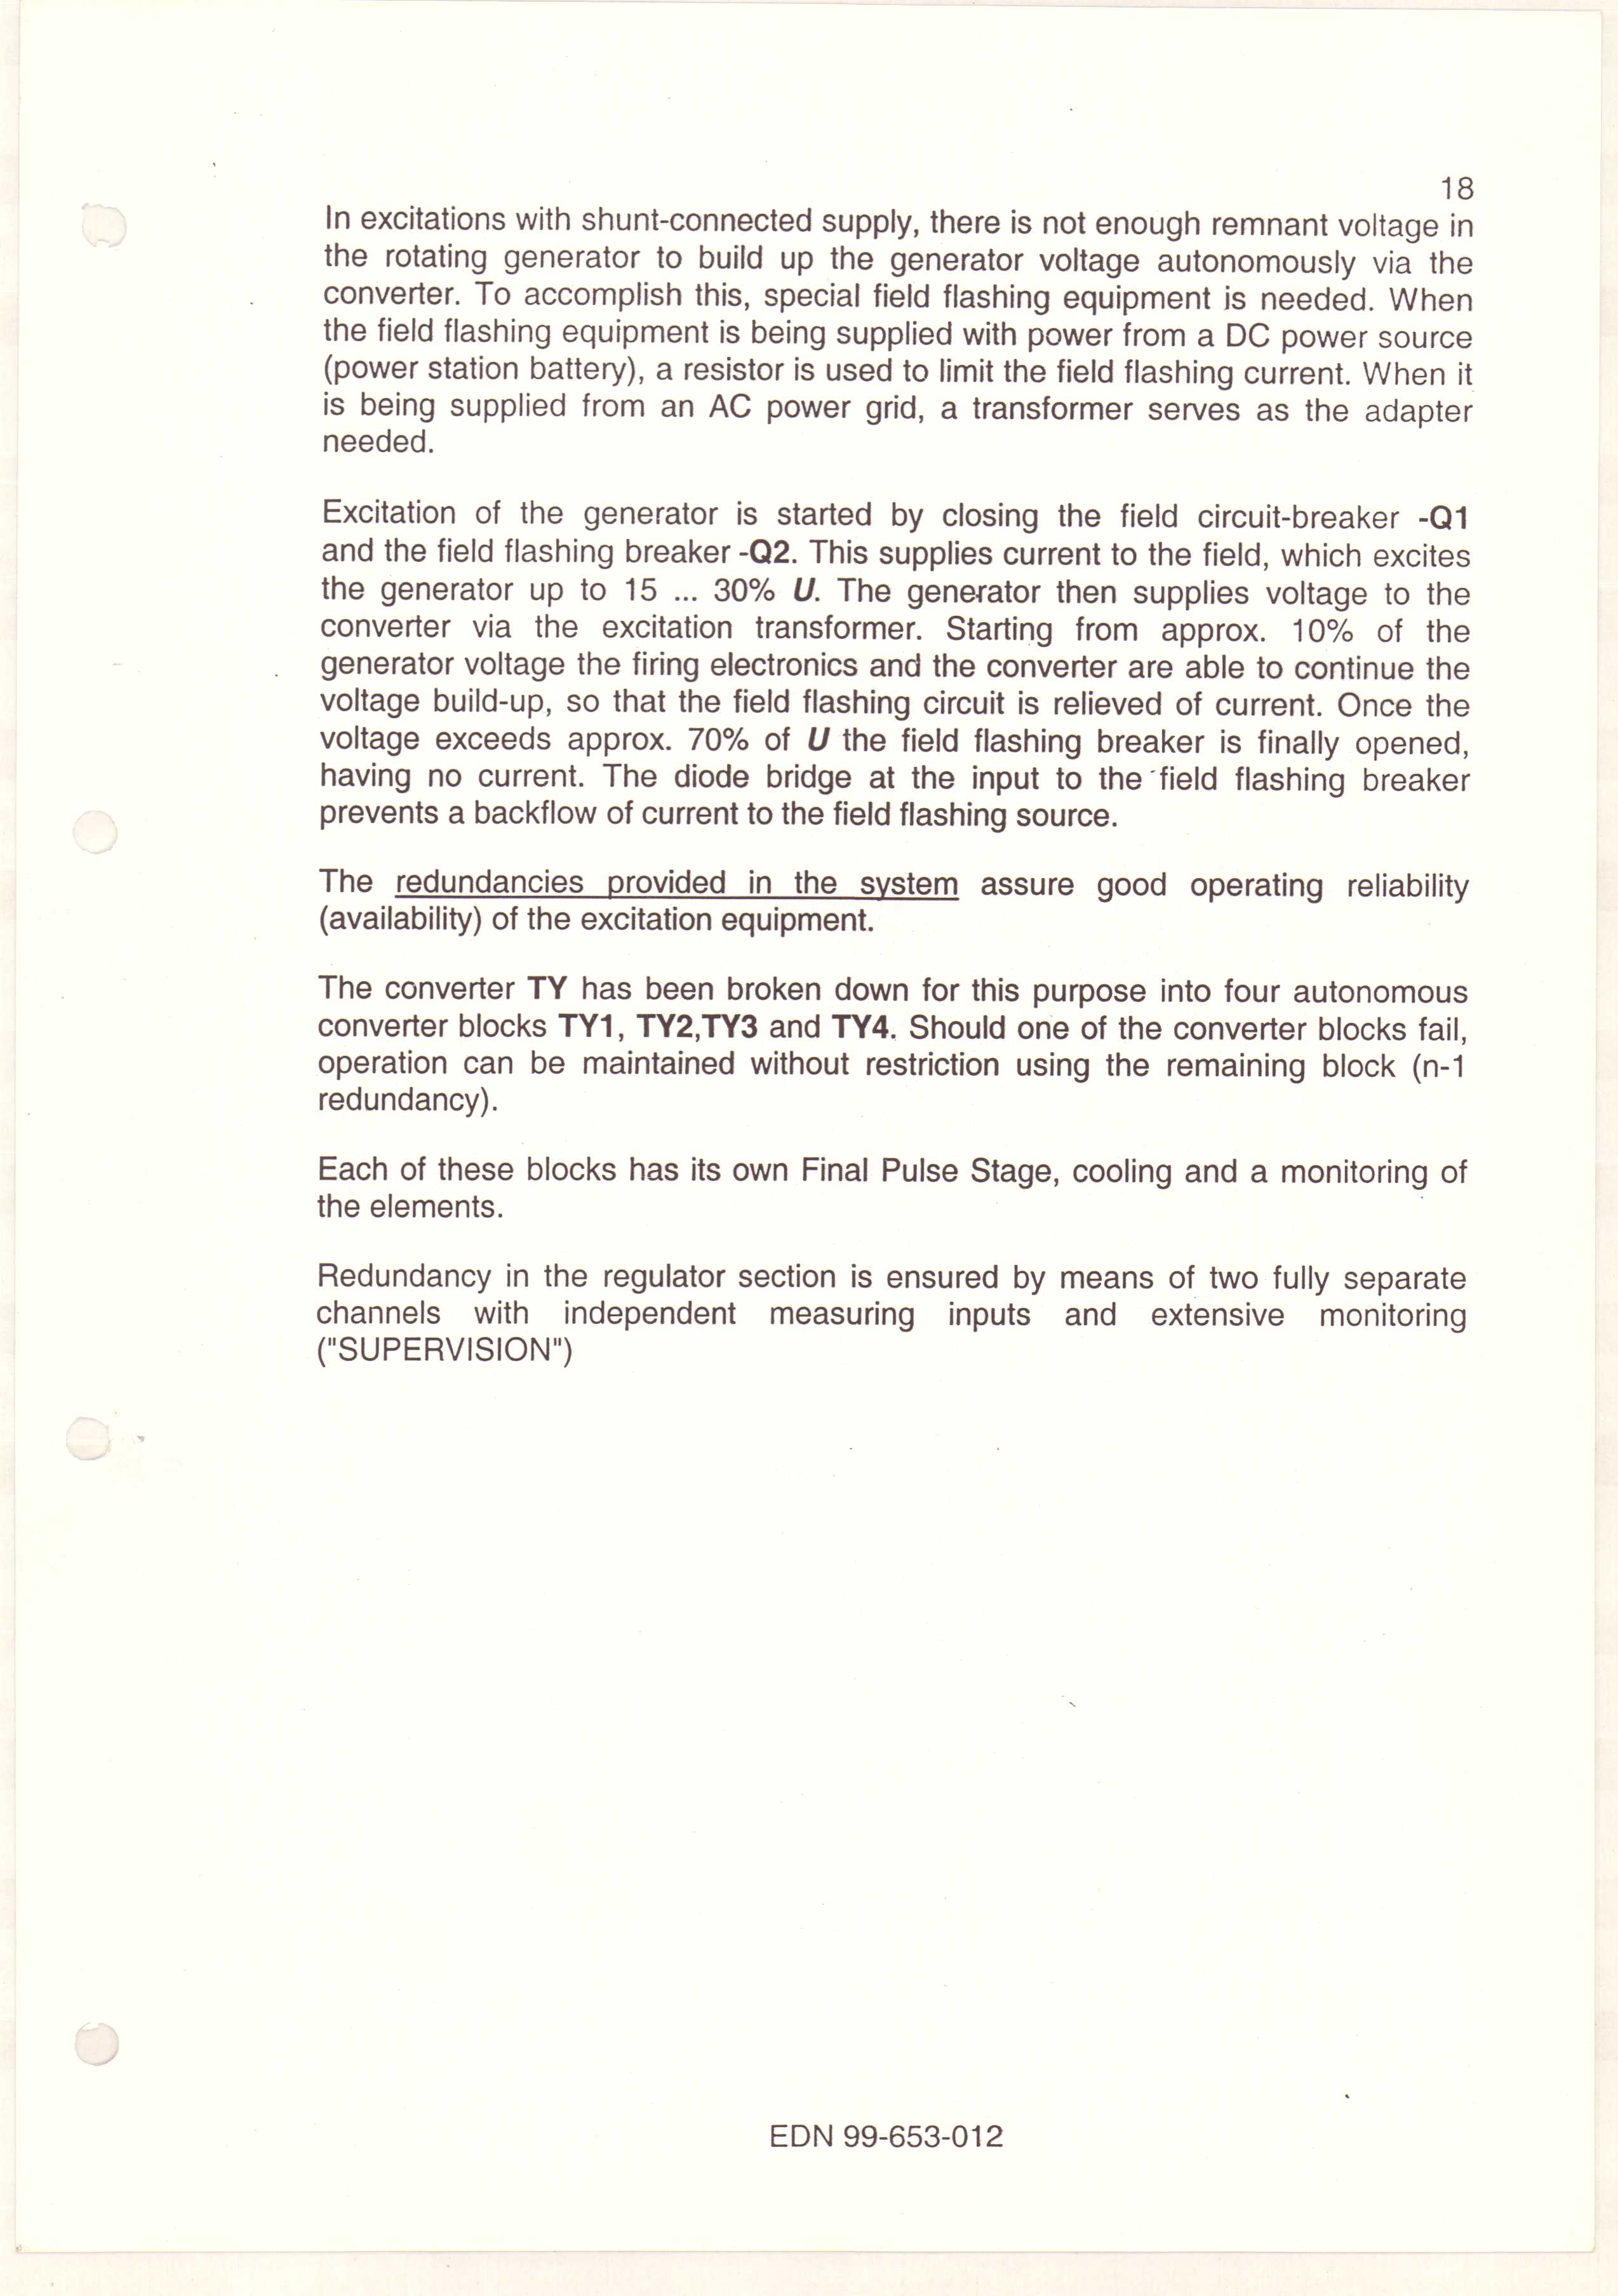 18
In excitations with shunt-connected supply, there is not enough remnant voltage in
the rotating generator to build up the generator voltage autonomously via the
converter. To accomplish this, special field flashing equipment is needed. When
the field flashing equipment is being supplied with power from a DC power source
(power station battery), a resistor is used to limit the field flashing current. When it
is being supplied from an AC power grid, a transformer serves as the adapter
needed.
Excitation of the generator is started by closing the field circuit-breaker -Q1
and the field flashing breaker -Q2. This supplies current to the field, which excites
the generator up to 15 ... 30% U. The generator then supplies voltage to the
converter via the excitation transformer. Starting from approx. 10% of the
generator voltage the firing electronics and the converter are able to continue the
voltage build-up, so that the field flashing circuit is relieved of current. Once the
voltage exceeds approx. 70% of U the field flashing breaker is finally opened,
having no current. The diode bridge at the input to the field flashing breaker
prevents a backflow of current to the field flashing source.
The redundancies provided in the system assure good operating reliability
(availability) of the excitation equipment.
The converter TY has been broken down for this purpose into four autonomous
converter blocks TY1, TY2,TY3 and TY4. Should one of the converter blocks fail,
operation can be maintained without restriction using the remaining block (n-1
redundancy).
Each of these blocks has its own Final Pulse Stage, cooling and a monitoring of
the elements.
Redundancy in the regulator section is ensured by means of two fully separate
channels with independent measuring inputs and extensive monitoring
("SUPERVISION")
EDN 99-653-012